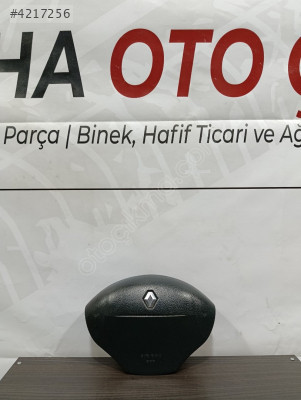 #4217256
HA OTO Ç
Parça | Binek, Hafif Ticari ve Ağ